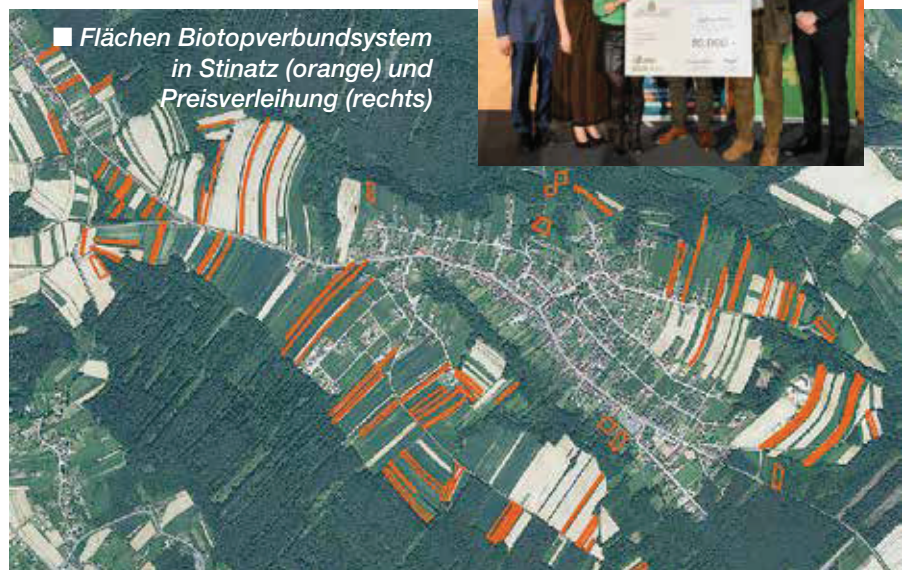 ■ Flächen Biotopverbundsystem
in Stinatz (orange) und
Preisverleihung (rechts)